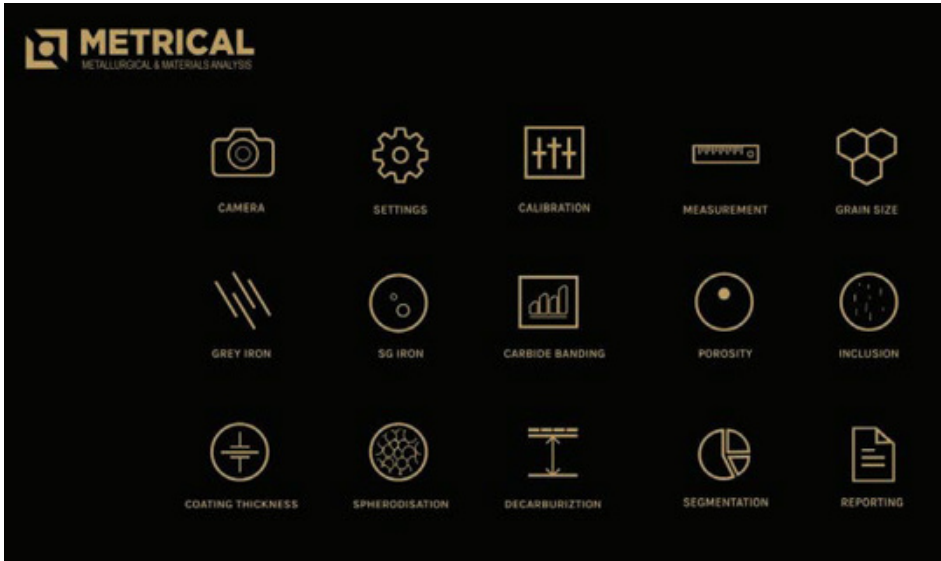 METRICAL
METALLURGICAL & MATERIALS ANALYSIS
CAMERA
SETTINGS
CALIBRATION
MEASUREMENT
GRAIN SIZE
GREY IRON
SG IRON
CARBIDE BANDING
POROSITY
INCLUSION
COATING THICKNESS
SPHERODISATION
DECARBURIZTION
SEGMENTATION
REPORTING